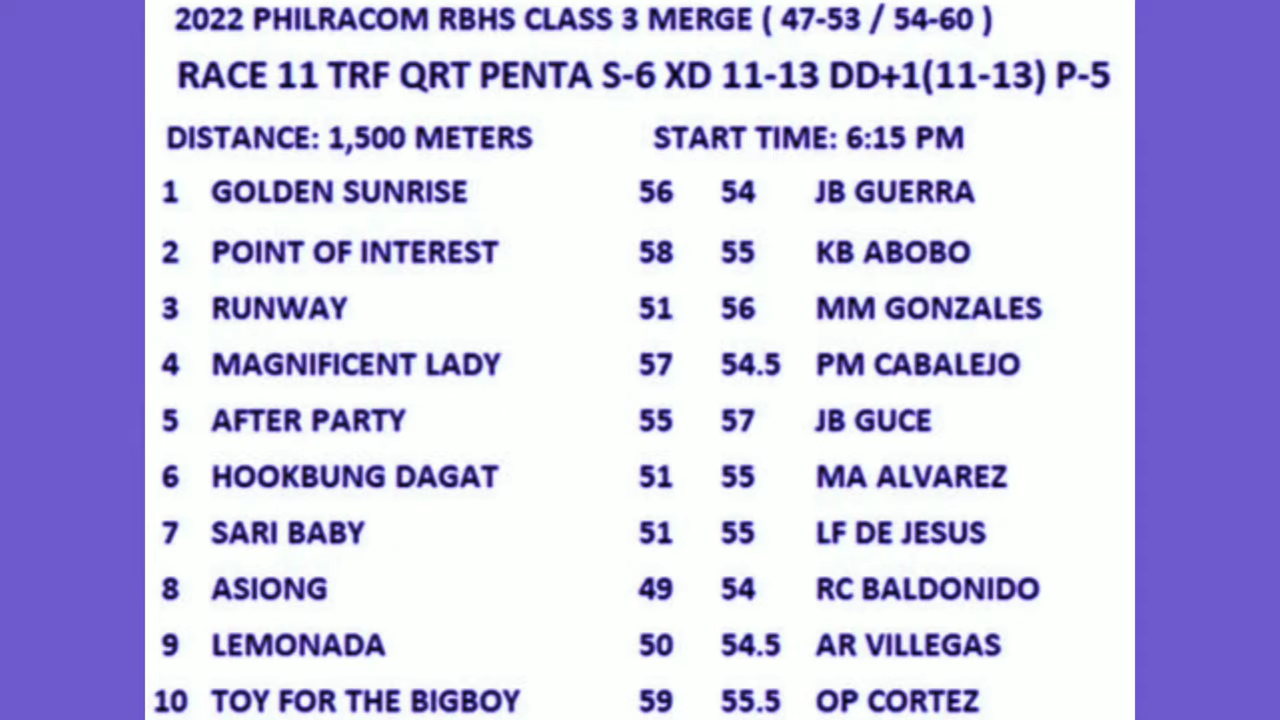 2022 PHILRACOM RBHS CLASS 3 MERGE ( 47-53 / 54-60 )
RACE 11 TRF QRT PENTA S-6 XD 11-13 DD+1(11-13) P-5
DISTANCE: 1,500 METERS START TIME: 6:15 PM
1 GOLDEN SUNRISE 56 54 JB GUERRA
2 POINT OF INTEREST 58 55 KB ABOBO
3 RUNWAY 51 56 MM GONZALES
4 MAGNIFICENT LADY 57 54.5 PM CABALEJO
5 AFTER PARTY 55 57 JB GUCE
6 HOOKBUNG DAGAT 51 55 MA ALVAREZ
7 SARI BABY 51 55 LF DE JESUS
8 ASIONG 49 54 RC BALDONIDO
9 LEMONADA 50 54.5 AR VILLEGAS
10 TOY FOR THE BIGBOY 59 55.5 OP CORTEZ